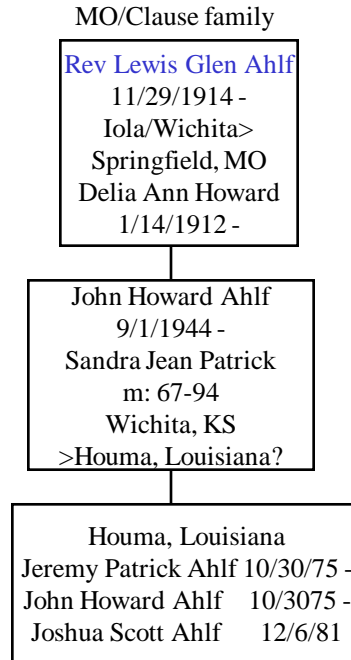 MO/Clause family
Rev Lewis Glen Ahlf
11/29/1914 -
Iola/Wichita>
Springfield, MO
Delia Ann Howard
1/14/1912 -
John Howard Ahlf
9/1/1944 -
Sandra Jean Patrick
m: 67-94
Wichita, KS
>Houma, Louisiana?
Houma, Louisiana
Jeremy Patrick Ahlf 10/30/75 -
John Howard Ahlf 10/3075 -
Joshua Scott Ahlf 12/6/81